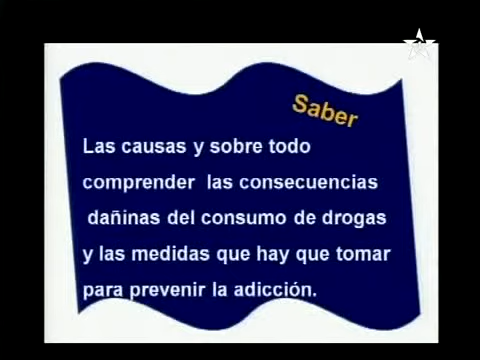 Saber
Las causas y sobre todo
comprender las consecuencias
dañinas del consumo de drogas
y las medidas que hay que tomar
para prevenir la adicción.